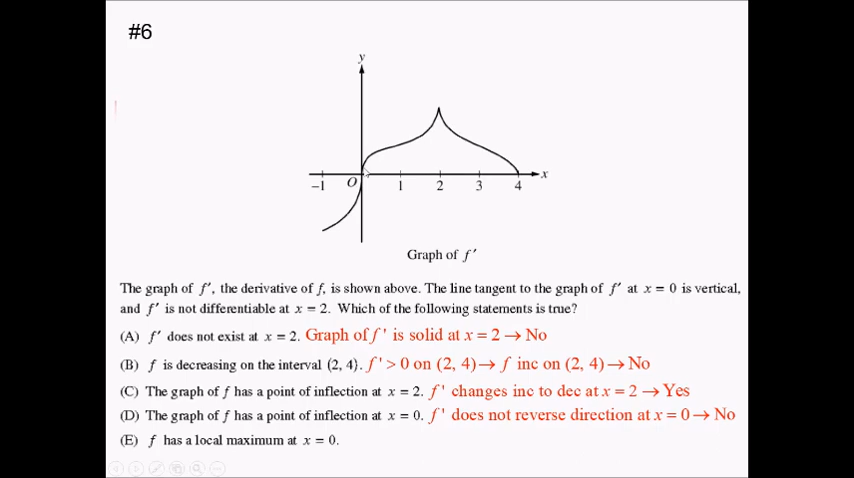 #6
y
O
x
−1 1 2 3 4
Graph of f′
The graph of f′, the derivative of f, is shown above. The line tangent to the graph of f′ at x = 0 is vertical,
and f′ is not differentiable at x = 2. Which of the following statements is true?
(A) f′ does not exist at x = 2. Graph of f' is solid at x = 2 → No
(B) f is decreasing on the interval (2, 4). f' > 0 on (2, 4) → f inc on (2, 4) → No
(C) The graph of f has a point of inflection at x = 2. f' changes inc to dec at x = 2 → Yes
(D) The graph of f has a point of inflection at x = 0. f' does not reverse direction at x = 0 → No
(E) f has a local maximum at x = 0.